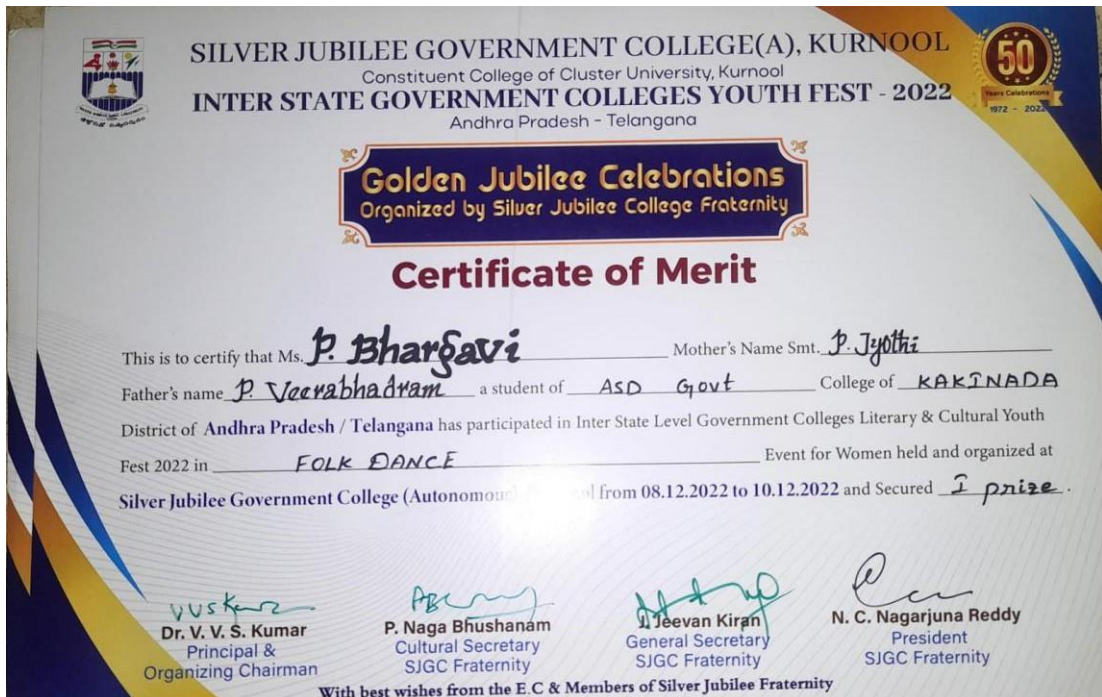 SILVER JUBILEE GOVERNMENT COLLEGE(A), KURNOOL
Constituent College of Cluster University, Kurnool
INTER STATE GOVERNMENT COLLEGES YOUTH FEST - 2022
Andhra Pradesh - Telangana
50
Years Celebrations
1972 - 2022
Golden Jubilee Celebrations
Organized by Silver Jubilee College Fraternity
Certificate of Merit
This is to certify that Ms. P. Bhargavi Mother's Name Smt. P. Jyothi
Father's name P. Veerabhadram a student of ASD Govt College of KAKINADA
District of Andhra Pradesh / Telangana has participated in Inter State Level Government Colleges Literary & Cultural Youth
Fest 2022 in FOLK DANCE Event for Women held and organized at
Silver Jubilee Government College (Autonomous from 08.12.2022 to 10.12.2022 and Secured I prize.
VVSKumar
Dr. V. V. S. Kumar
Principal &
Organizing Chairman
P. Naga Bhushanam
Cultural Secretary
SJGC Fraternity
Jeevan Kiran
General Secretary
SJGC Fraternity
N. C. Nagarjuna Reddy
President
SJGC Fraternity
With best wishes from the E.C & Members of Silver Jubilee Fraternity